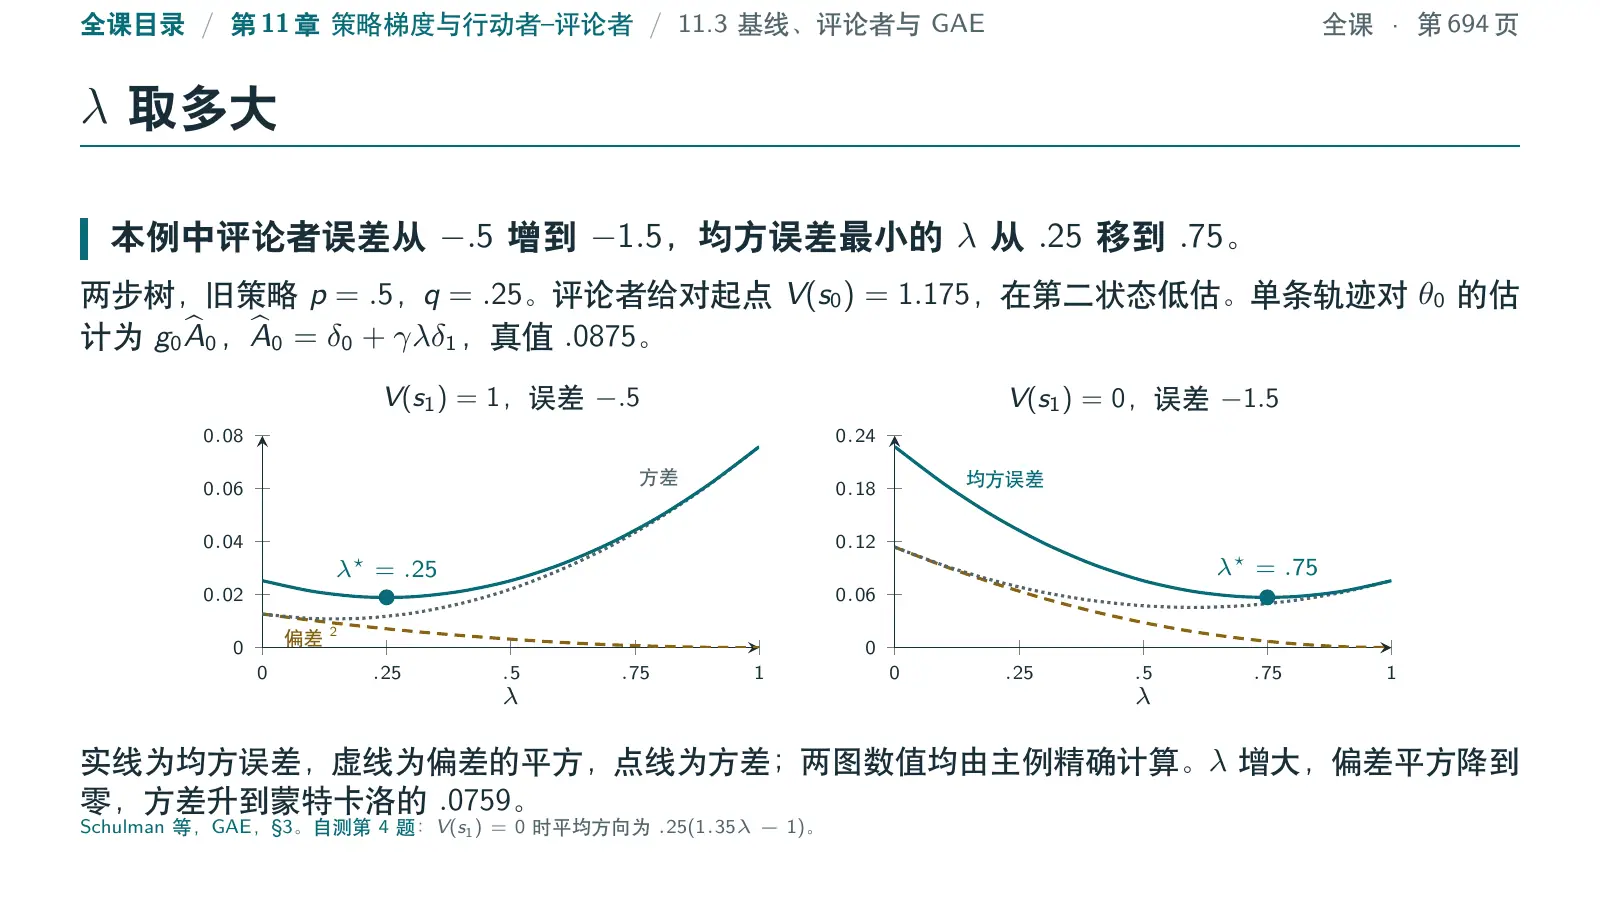 全课目录 / 第 11 章 策略梯度与行动者–评论者 / 11.3 基线、评论者与 GAE
全课 · 第 694 页
λ 取多大
本例中评论者误差从 −.5 增到 −1.5，均方误差最小的 λ 从 .25 移到 .75。
两步树，旧策略 p = .5，q = .25。评论者给对起点 V(s₀) = 1.175，在第二状态低估。单条轨迹对 θ₀ 的估
计为 g₀Â₀，Â₀ = δ₀ + γλδ₁，真值 .0875。
V(s₁) = 1，误差 −.5
0.08
0.06
0.04
0.02
0
方差
λ⋆ = .25
偏差 ²
0 .25 .5 .75 1
λ
V(s₁) = 0，误差 −1.5
0.24
0.18
0.12
0.06
0
均方误差
λ⋆ = .75
0 .25 .5 .75 1
λ
实线为均方误差，虚线为偏差的平方，点线为方差；两图数值均由主例精确计算。λ 增大，偏差平方降到
零，方差升到蒙特卡洛的 .0759。
Schulman 等，GAE，§3。自测第 4 题：V(s₁) = 0 时平均方向为 .25(1.35λ − 1)。